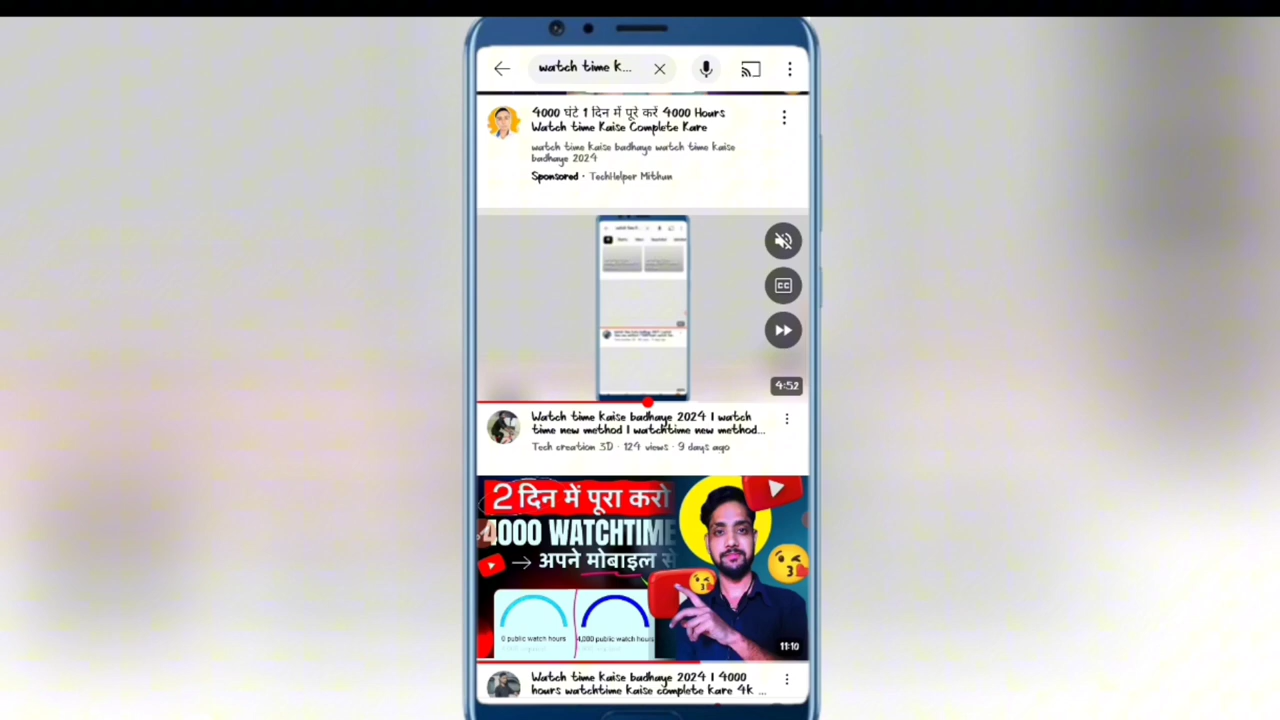 watch time k...
4000 घंटे 1 दिन में पूरे करें 4000 Hours
Watch time Kaise Complete Kare
watch time kaise badhaye watch time kaise
badhaye 2024
Sponsored · TechHelper Mithun
CC
4:52
Watch time kaise badhaye 2024 | watch
time new method | watchtime new method...
Tech creation 3D · 124 views · 9 days ago
2 दिन में पूरा करो
4000 WATCHTIME
→ अपने मोबाइल से
0 public watch hours
4,000 public watch hours
11:10
Watch time kaise badhaye 2024 | 4000
hours watchtime kaise complete kare 4k ...